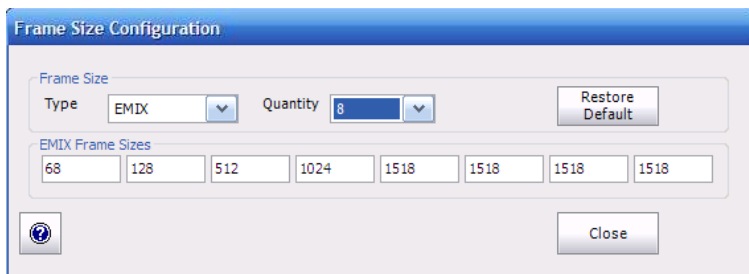 Frame Size Configuration
Frame Size
Type EMIX Quantity 8 Restore Default
EMIX Frame Sizes
68 128 512 1024 1518 1518 1518 1518
? Close